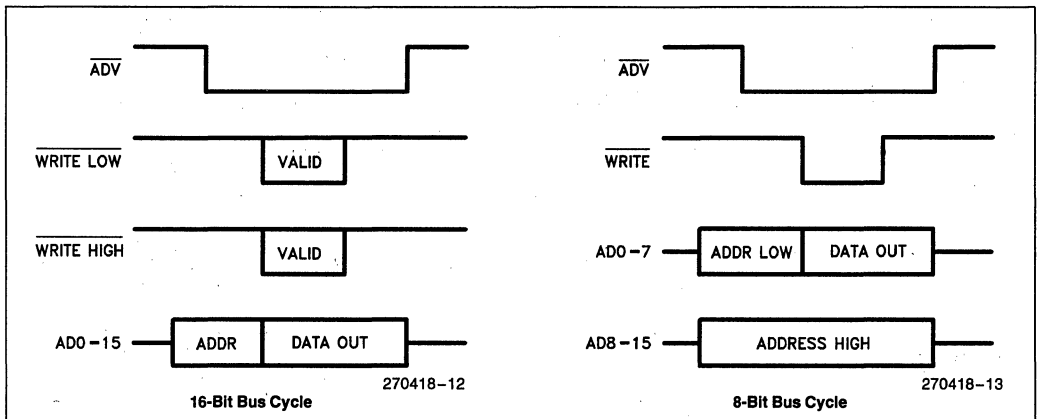 ADV
WRITE LOW
VALID
WRITE HIGH
VALID
AD0-15
ADDR
DATA OUT
270418-12
16-Bit Bus Cycle
ADV
WRITE
AD0-7
ADDR LOW
DATA OUT
AD8-15
ADDRESS HIGH
270418-13
8-Bit Bus Cycle